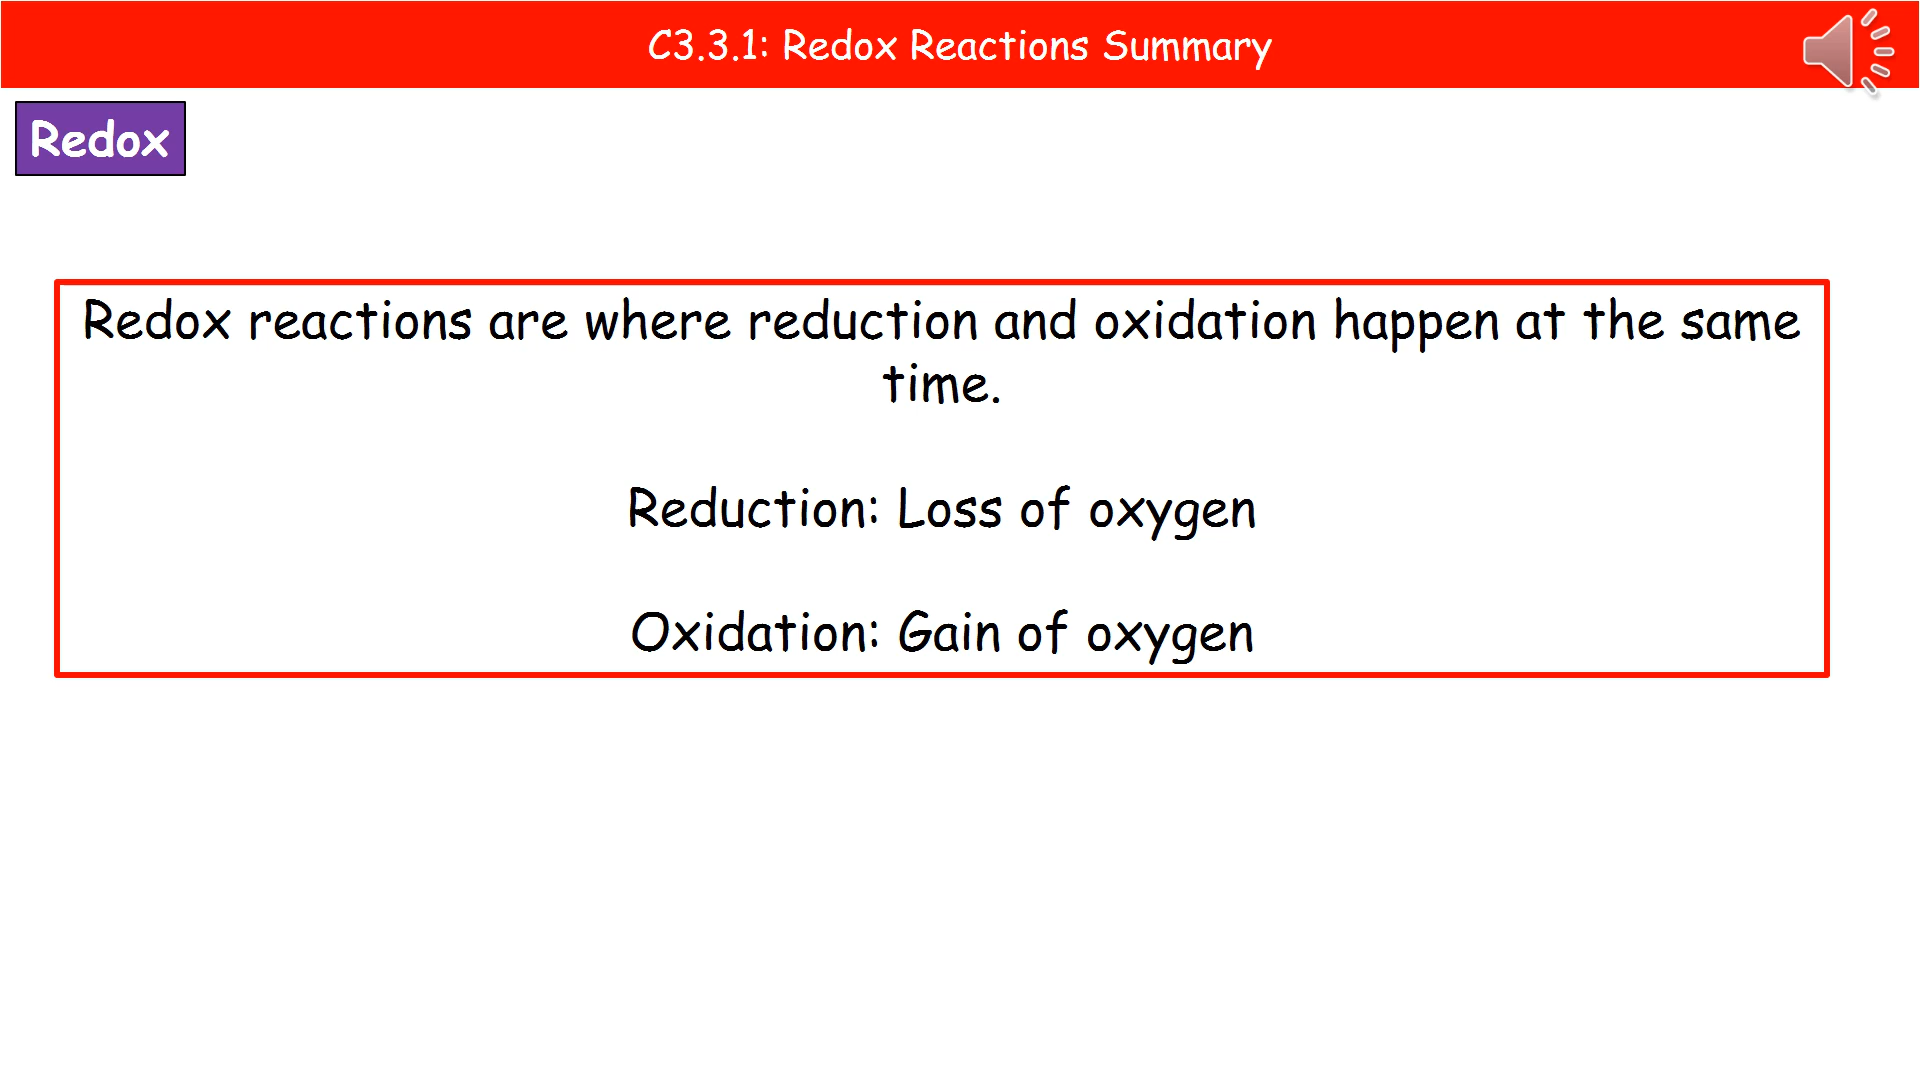 C3.3.1: Redox Reactions Summary
Redox
Redox reactions are where reduction and oxidation happen at the same
time.
Reduction: Loss of oxygen
Oxidation: Gain of oxygen